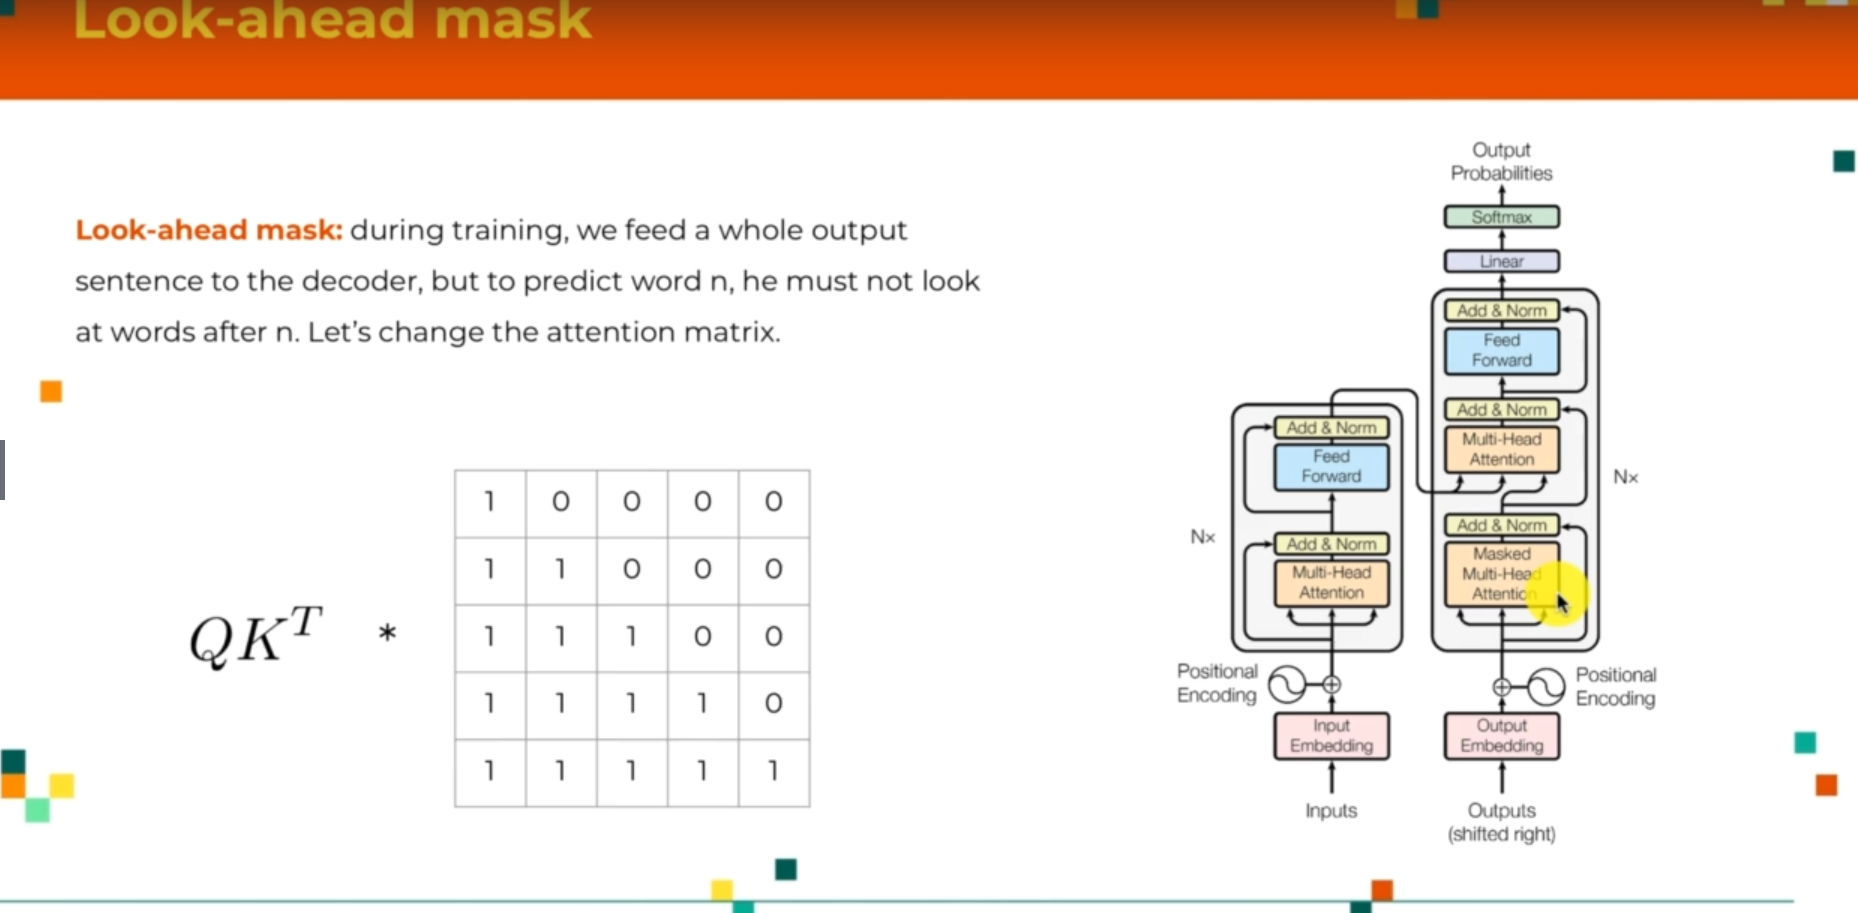 Look-ahead mask
Look-ahead mask: during training, we feed a whole output
sentence to the decoder, but to predict word n, he must not look
at words after n. Let's change the attention matrix.
QK^T *
1 0 0 0 0
1 1 0 0 0
1 1 1 0 0
1 1 1 1 0
1 1 1 1 1
Output
Probabilities
Softmax
Linear
Add & Norm
Feed
Forward
Add & Norm
Multi-Head
Attention
Nx
Add & Norm
Masked
Multi-Head
Attention
Add & Norm
Feed
Forward
Nx
Add & Norm
Multi-Head
Attention
Positional
Encoding
Positional
Encoding
Input
Embedding
Output
Embedding
Inputs
Outputs
(shifted right)